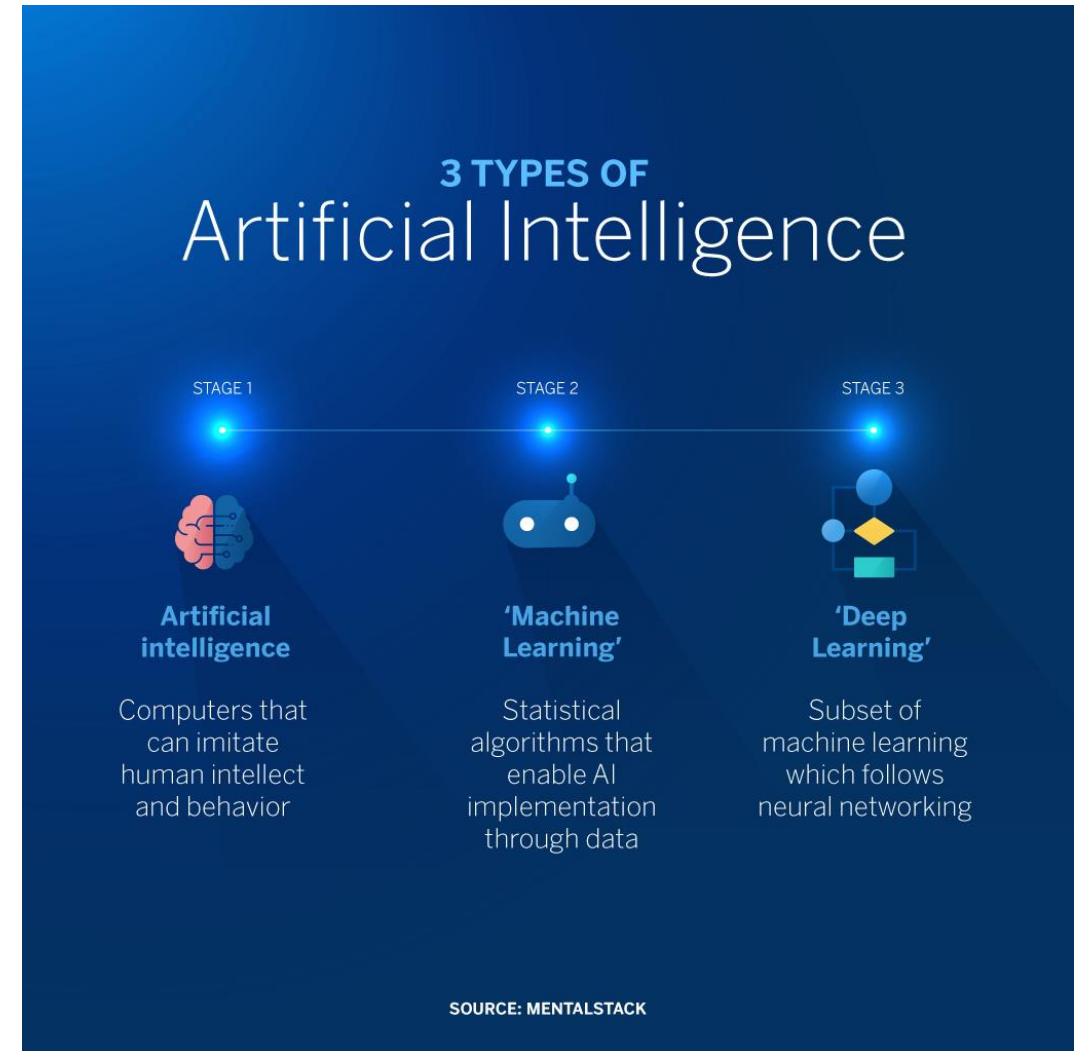 3 TYPES OF
Artificial Intelligence
STAGE 1
STAGE 2
STAGE 3
Artificial
intelligence
Computers that
can imitate
human intellect
and behavior
‘Machine
Learning’
Statistical
algorithms that
enable AI
implementation
through data
‘Deep
Learning’
Subset of
machine learning
which follows
neural networking
SOURCE: MENTALSTACK